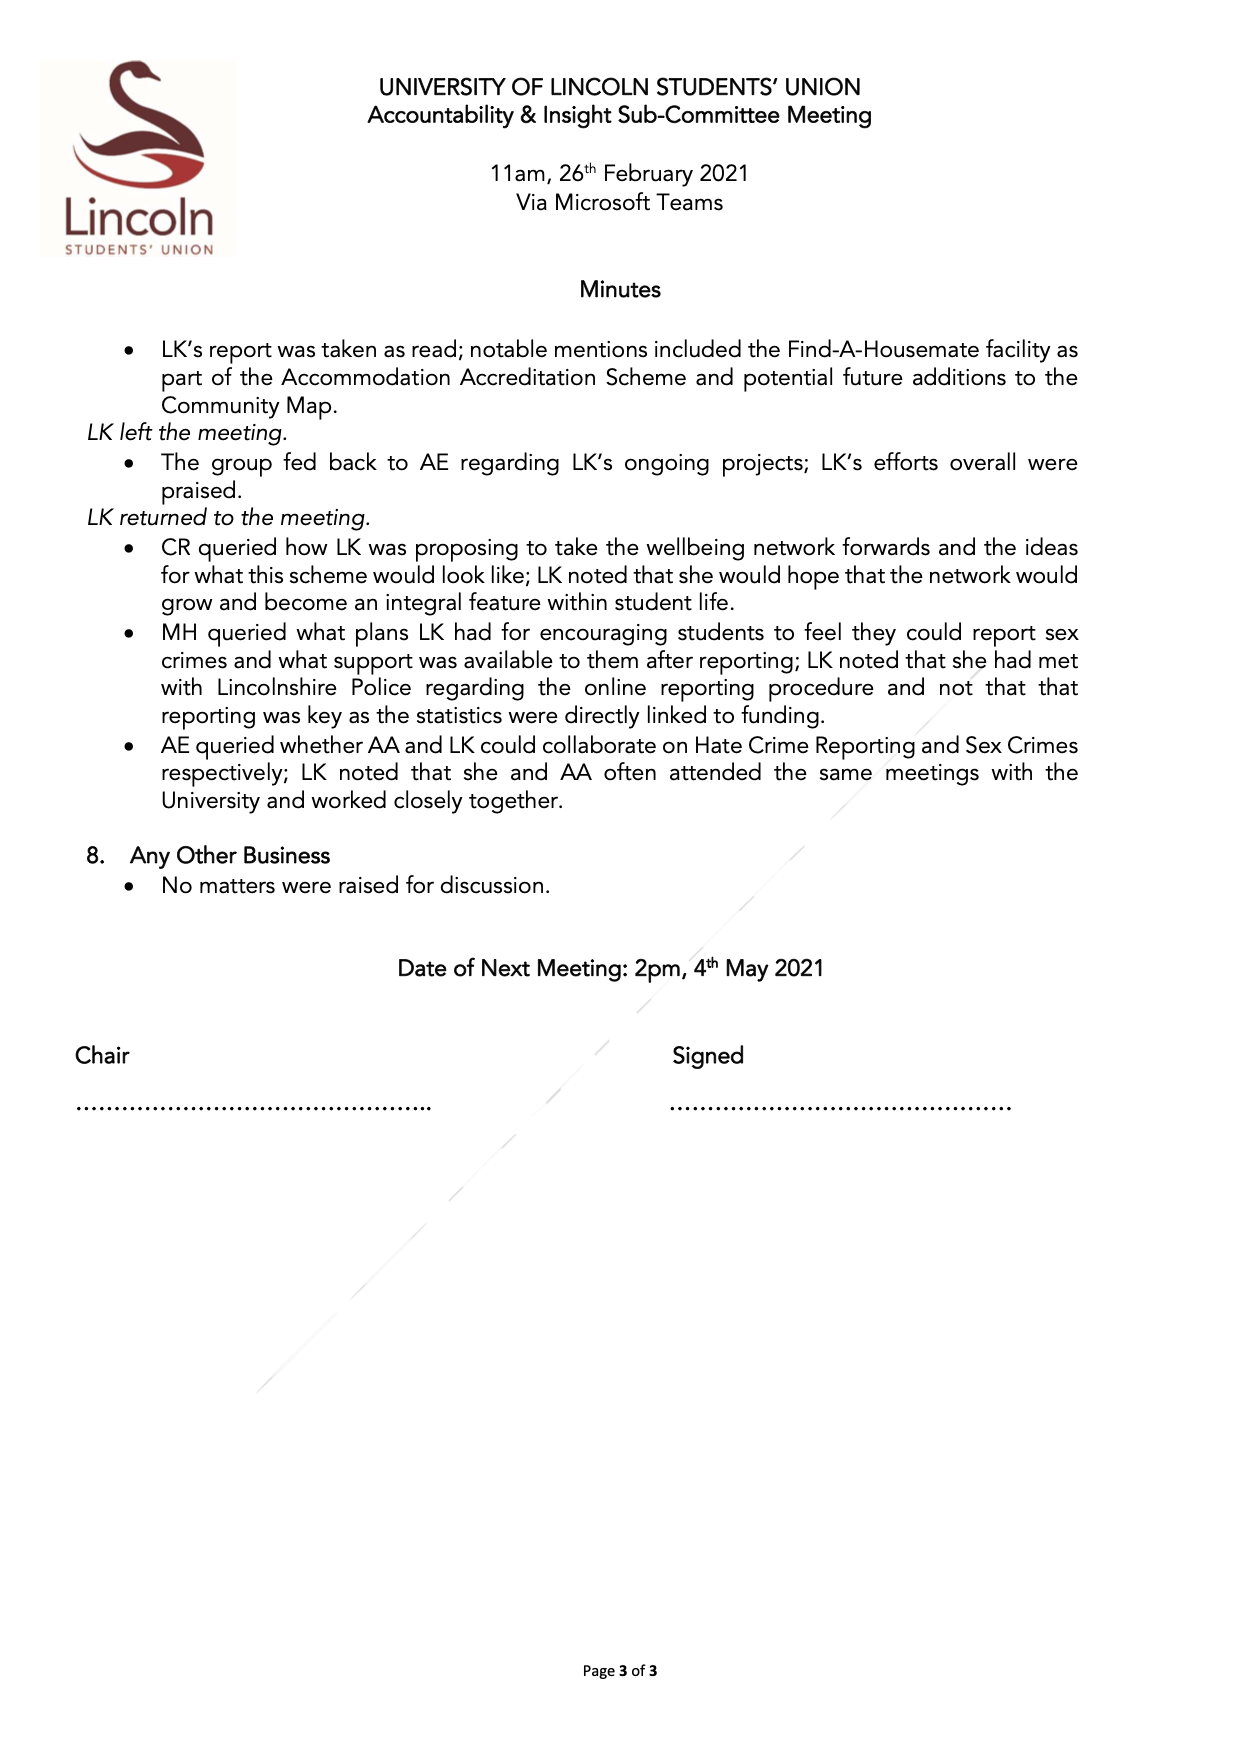 Lincoln
STUDENTS' UNION
UNIVERSITY OF LINCOLN STUDENTS' UNION
Accountability & Insight Sub-Committee Meeting
11am, 26th February 2021
Via Microsoft Teams
Minutes
• LK's report was taken as read; notable mentions included the Find-A-Housemate facility as
part of the Accommodation Accreditation Scheme and potential future additions to the
Community Map.
LK left the meeting.
• The group fed back to AE regarding LK's ongoing projects; LK's efforts overall were
praised.
LK returned to the meeting.
• CR queried how LK was proposing to take the wellbeing network forwards and the ideas
for what this scheme would look like; LK noted that she would hope that the network would
grow and become an integral feature within student life.
• MH queried what plans LK had for encouraging students to feel they could report sex
crimes and what support was available to them after reporting; LK noted that she had met
with Lincolnshire Police regarding the online reporting procedure and not that that
reporting was key as the statistics were directly linked to funding.
• AE queried whether AA and LK could collaborate on Hate Crime Reporting and Sex Crimes
respectively; LK noted that she and AA often attended the same meetings with the
University and worked closely together.
8. Any Other Business
• No matters were raised for discussion.
Date of Next Meeting: 2pm, 4th May 2021
Chair Signed
……………………………………….. ………………………………………
Page 3 of 3